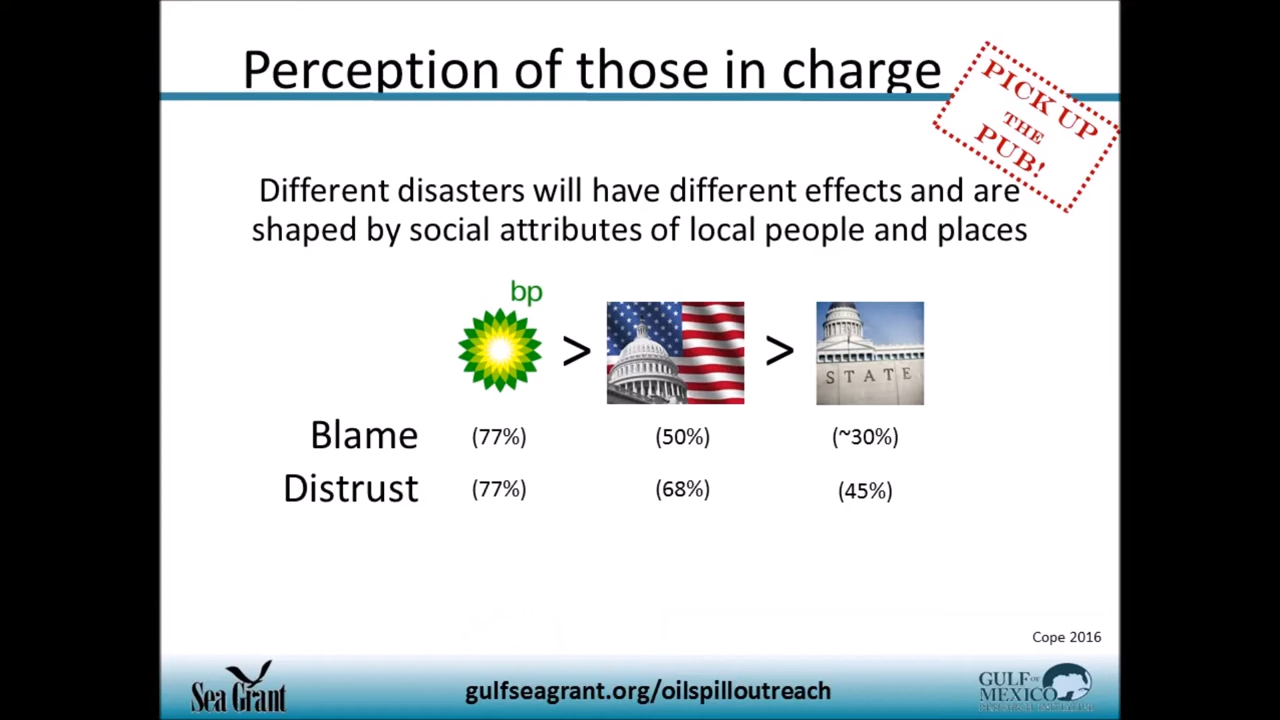 Perception of those in charge
PICK UP
THE
PUB!
Different disasters will have different effects and are
shaped by social attributes of local people and places
bp
>
>
STATE
Blame (77%) (50%) (~30%)
Distrust (77%) (68%) (45%)
Cope 2016
Sea Grant
gulfseagrant.org/oilspilloutreach
GULF OF
MEXICO
RESEARCH INITIATIVE